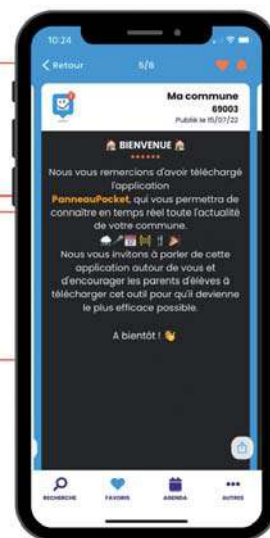 10:24
Retour
5/8
Ma commune
69003
Publié le 15/07/22
BIENVENUE
Nous vous remercions d'avoir téléchargé
l'application
PanneauPocket, qui vous permettra de
connaître en temps réel toute l'actualité
de votre commune.
Nous vous invitons à parler de cette
application autour de vous et
d'encourager les parents d'élèves à
télécharger cet outil pour qu'il devienne
le plus efficace possible.
A bientôt !
RECHERCHE
FAVORIS
AGENDA
AUTRES